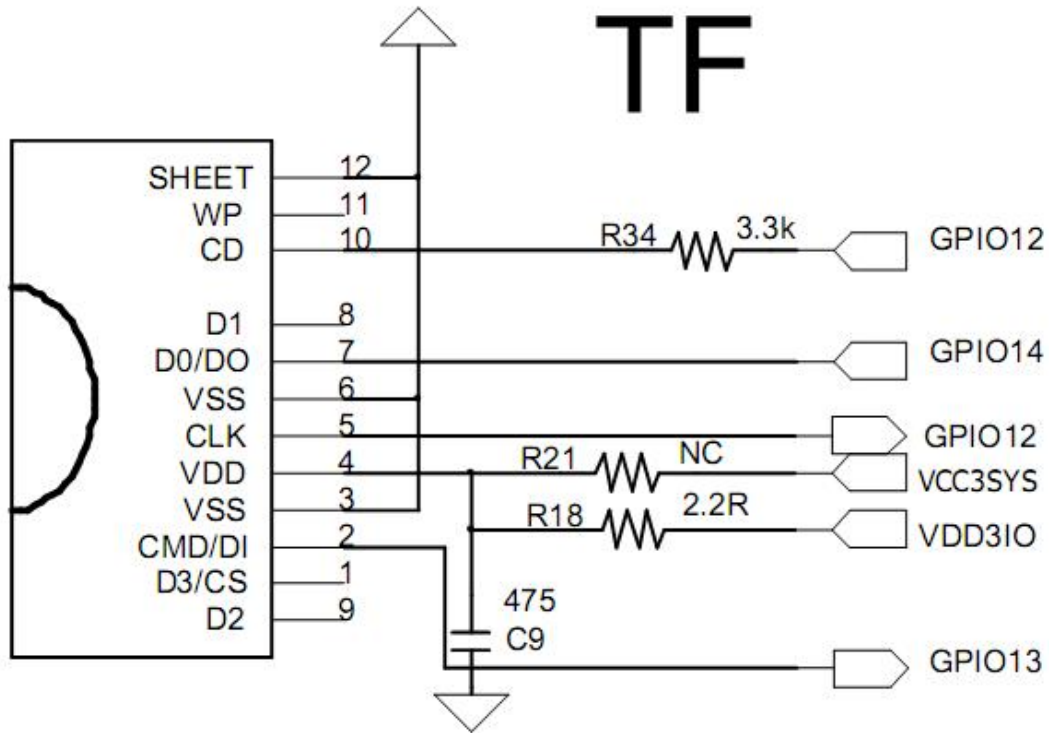 TF
SHEET 12
WP 11
CD 10 R34 3.3k GPIO12
D1 8
D0/DO 7 GPIO14
VSS 6
CLK 5 GPIO12
VDD 4 R21 NC VCC3SYS
VSS 3 R18 2.2R VDD3IO
CMD/DI 2
D3/CS 1
D2 9
475
C9
GPIO13